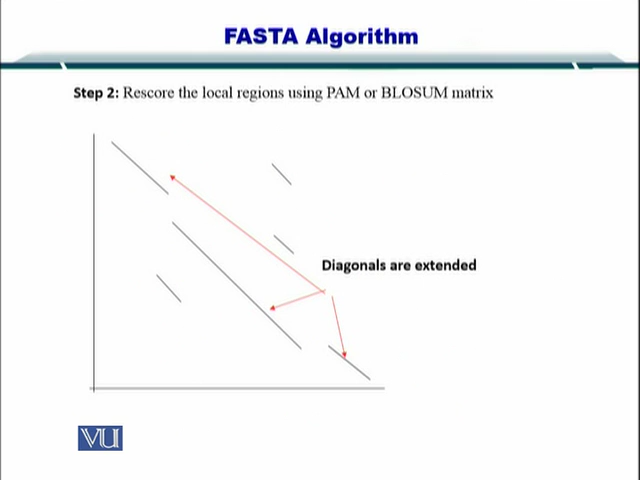 FASTA Algorithm
Step 2: Rescore the local regions using PAM or BLOSUM matrix
Diagonals are extended
VU